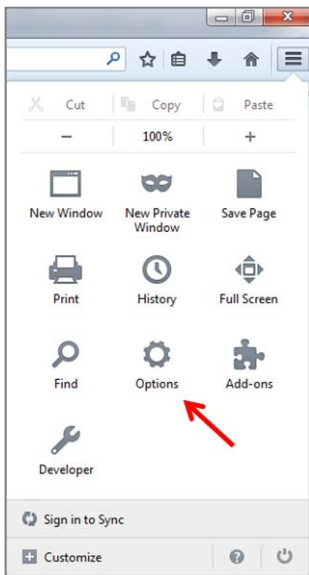 Cut Copy Paste
− 100% +
New Window New Private Window Save Page
Print History Full Screen
Find Options Add-ons
Developer
Sign in to Sync
Customize